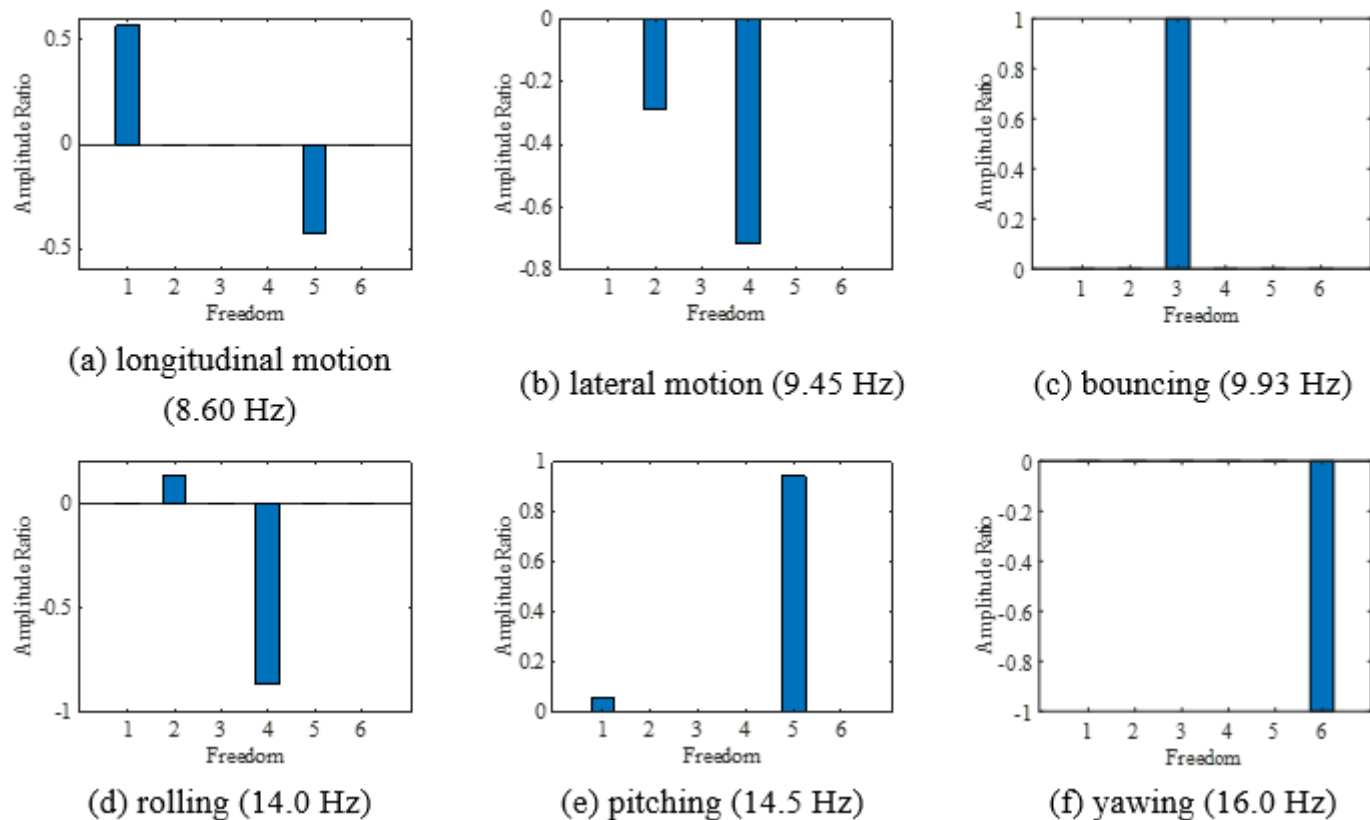 0.5
0
-0.5
Amplitude Ratio
1 2 3 4 5 6
Freedom
(a) longitudinal motion
(8.60 Hz)
0
-0.2
-0.4
-0.6
-0.8
Amplitude Ratio
1 2 3 4 5 6
Freedom
(b) lateral motion (9.45 Hz)
1
0.8
0.6
0.4
0.2
0
Amplitude Ratio
1 2 3 4 5 6
Freedom
(c) bouncing (9.93 Hz)
0
-0.5
-1
Amplitude Ratio
1 2 3 4 5 6
Freedom
(d) rolling (14.0 Hz)
1
0.8
0.6
0.4
0.2
0
Amplitude Ratio
1 2 3 4 5 6
Freedom
(e) pitching (14.5 Hz)
0
-0.2
-0.4
-0.6
-0.8
-1
Amplitude Ratio
1 2 3 4 5 6
Freedom
(f) yawing (16.0 Hz)